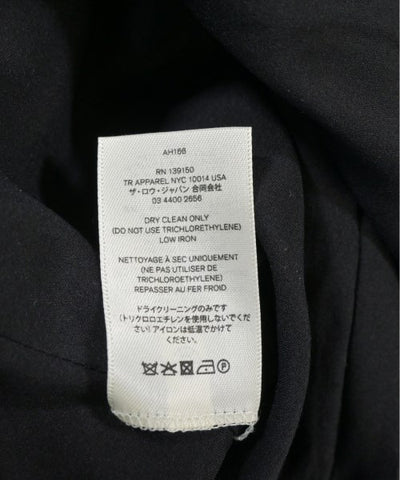 AH166
RN 139150
TR APPAREL NYC 10014 USA
ザ・ロウ・ジャパン 合同会社
03 4400 2656
DRY CLEAN ONLY
(DO NOT USE TRICHLORETHYLENE)
LOW IRON
NETTOYAGE À SEC UNIQUEMENT
(NE PAS UTILISER DE
TRICHLOROETHYLENE)
REPASSER AU FER FROID
ドライクリーニングのみです
(トリクロロエチレンを使用しないでくだ
さい) アイロンは低温でかけて
ください。
P